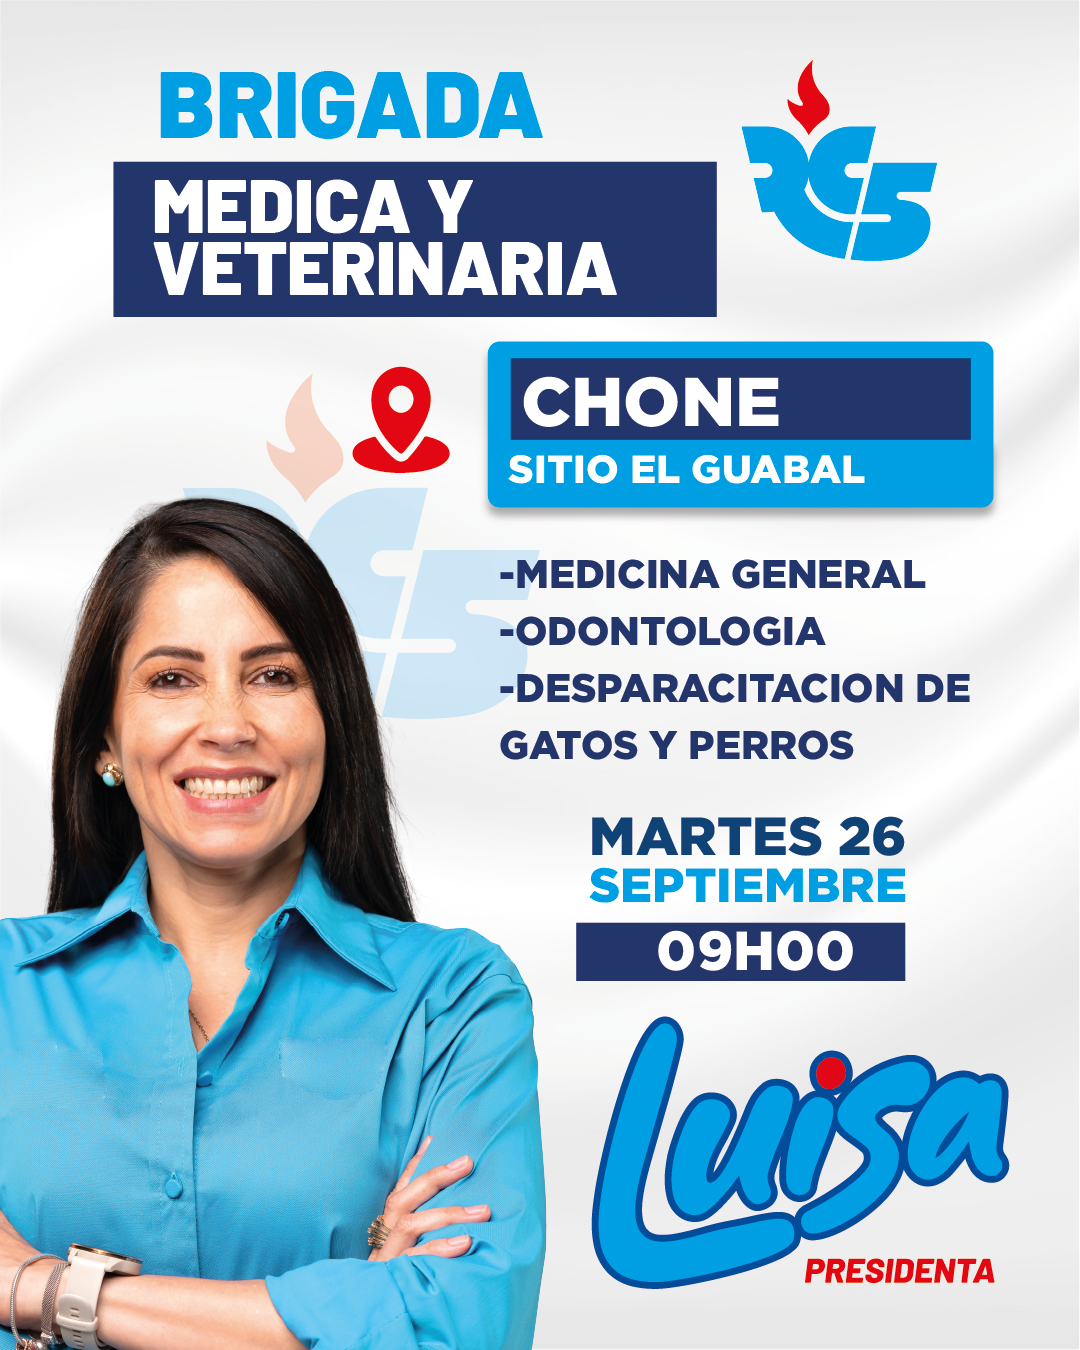 BRIGADA
MEDICA Y
VETERINARIA
RC5
CHONE
SITIO EL GUABAL
-MEDICINA GENERAL
-ODONTOLOGIA
-DESPARACITACION DE
GATOS Y PERROS
MARTES 26
SEPTIEMBRE
09H00
Luisa
PRESIDENTA